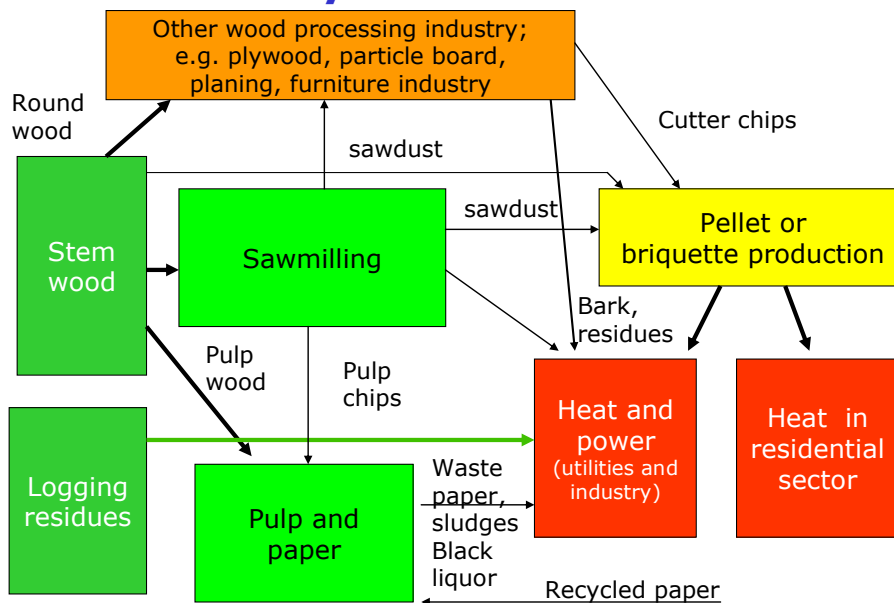 Other wood processing industry;
e.g. plywood, particle board,
planing, furniture industry
Round
wood
Cutter chips
sawdust
sawdust
Stem
wood
Sawmilling
Pellet or
briquette production
Bark,
residues
Pulp
wood
Pulp
chips
Heat and
power
(utilities and
industry)
Heat in
residential
sector
Logging
residues
Pulp and
paper
Waste
paper,
sludges
Black
liquor
Recycled paper